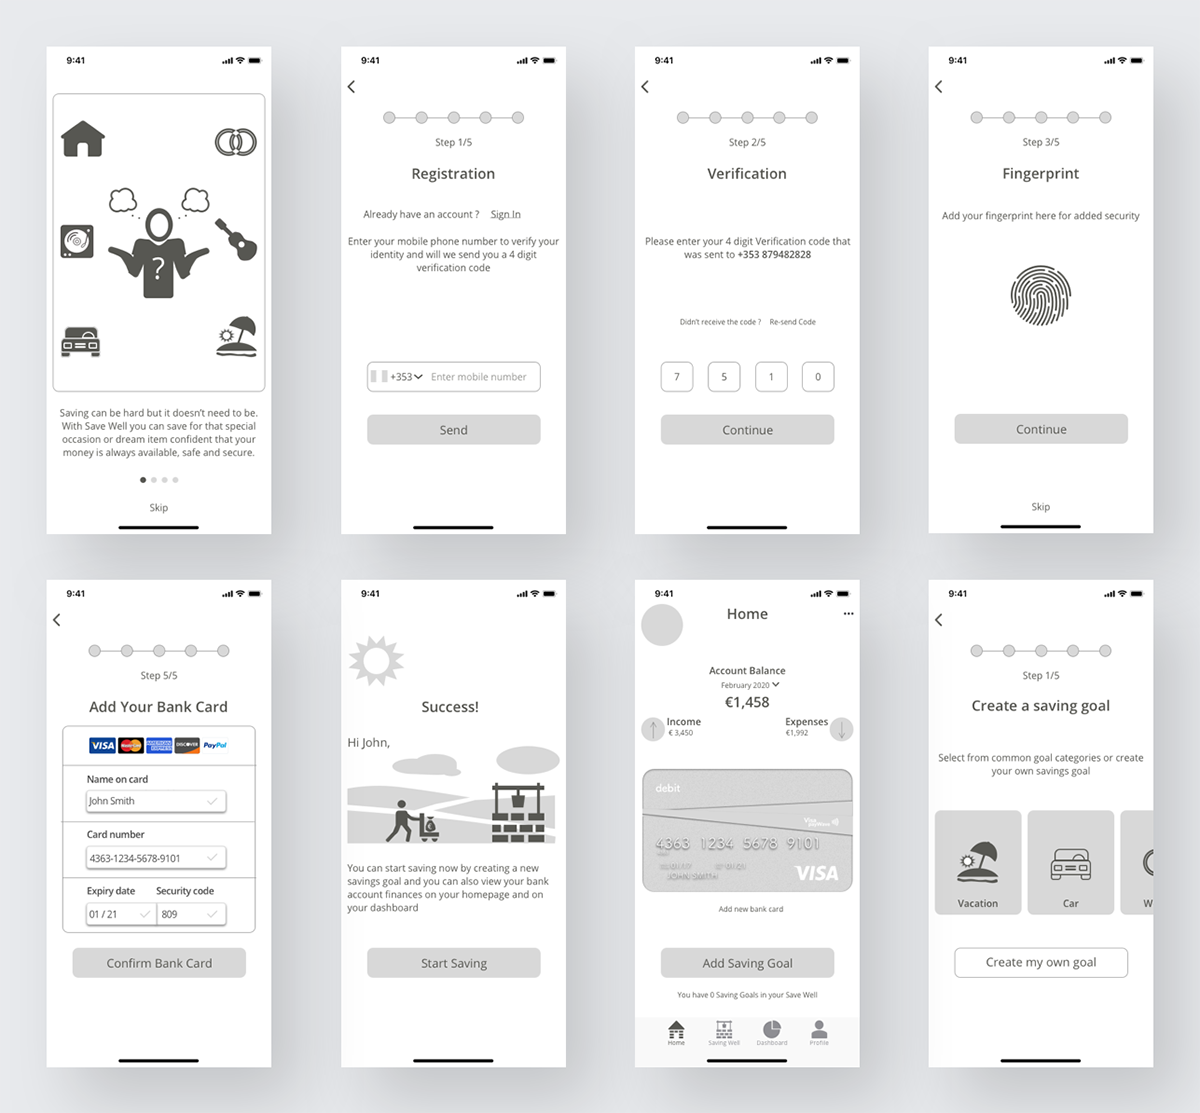 9:41
?
Saving can be hard but it doesn't need to be.
With Save Well you can save for that special
occasion or dream item confident that your
money is always available, safe and secure.
Skip
9:41
Step 1/5
Registration
Already have an account ? Sign In
Enter your mobile phone number to verify your
identity and will we send you a 4 digit
verification code
+353 Enter mobile number
Send
9:41
Step 2/5
Verification
Please enter your 4 digit Verification code that
was sent to +353 879482828
Didn't receive the code ? Re-send Code
7 5 1 0
Continue
9:41
Step 3/5
Fingerprint
Add your fingerprint here for added security
Continue
Skip
9:41
Step 5/5
Add Your Bank Card
VISA MasterCard AMERICAN EXPRESS DISCOVER PayPal
Name on card
John Smith
Card number
4363-1234-5678-9101
Expiry date Security code
01 / 21 809
Confirm Bank Card
9:41
Success!
Hi John,
You can start saving now by creating a new
savings goal and you can also view your bank
account finances on your homepage and on
your dashboard
Start Saving
9:41
Home
Account Balance
February 2020
€1,458
Income Expenses
€ 3,450 €1,992
debit
Visa
payWave
4363 1234 5678 9101
JOHN SMITH
VISA
Add new bank card
Add Saving Goal
You have 0 Saving Goals in your Save Well
Home Saving Well Dashboard Profile
9:41
Step 1/5
Create a saving goal
Select from common goal categories or create
your own savings goal
Vacation Car W
Create my own goal